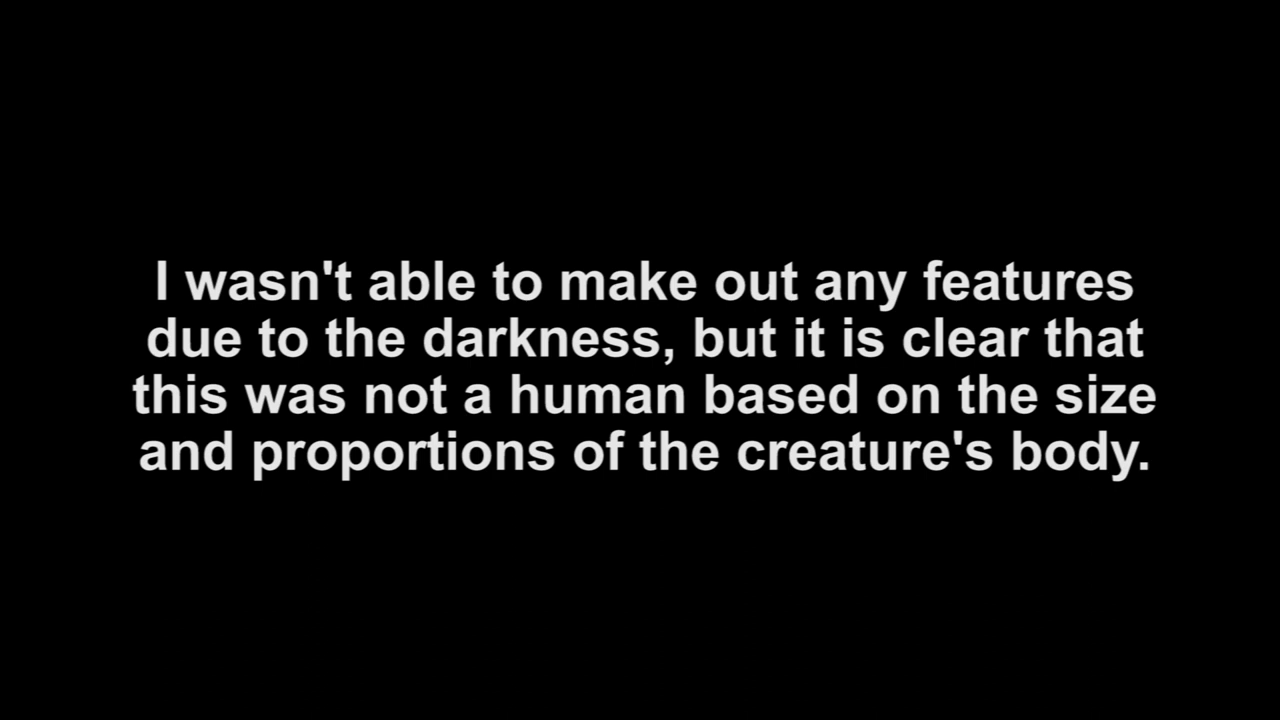 I wasn't able to make out any features
due to the darkness, but it is clear that
this was not a human based on the size
and proportions of the creature's body.